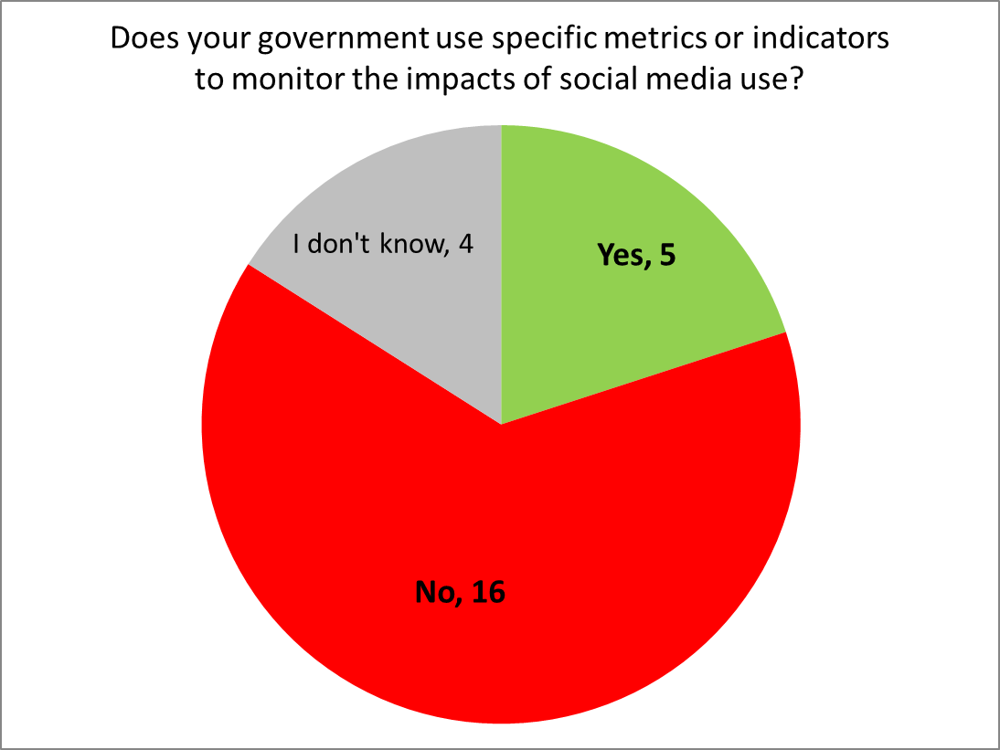 Does your government use specific metrics or indicators
to monitor the impacts of social media use?
I don't know, 4
Yes, 5
No, 16